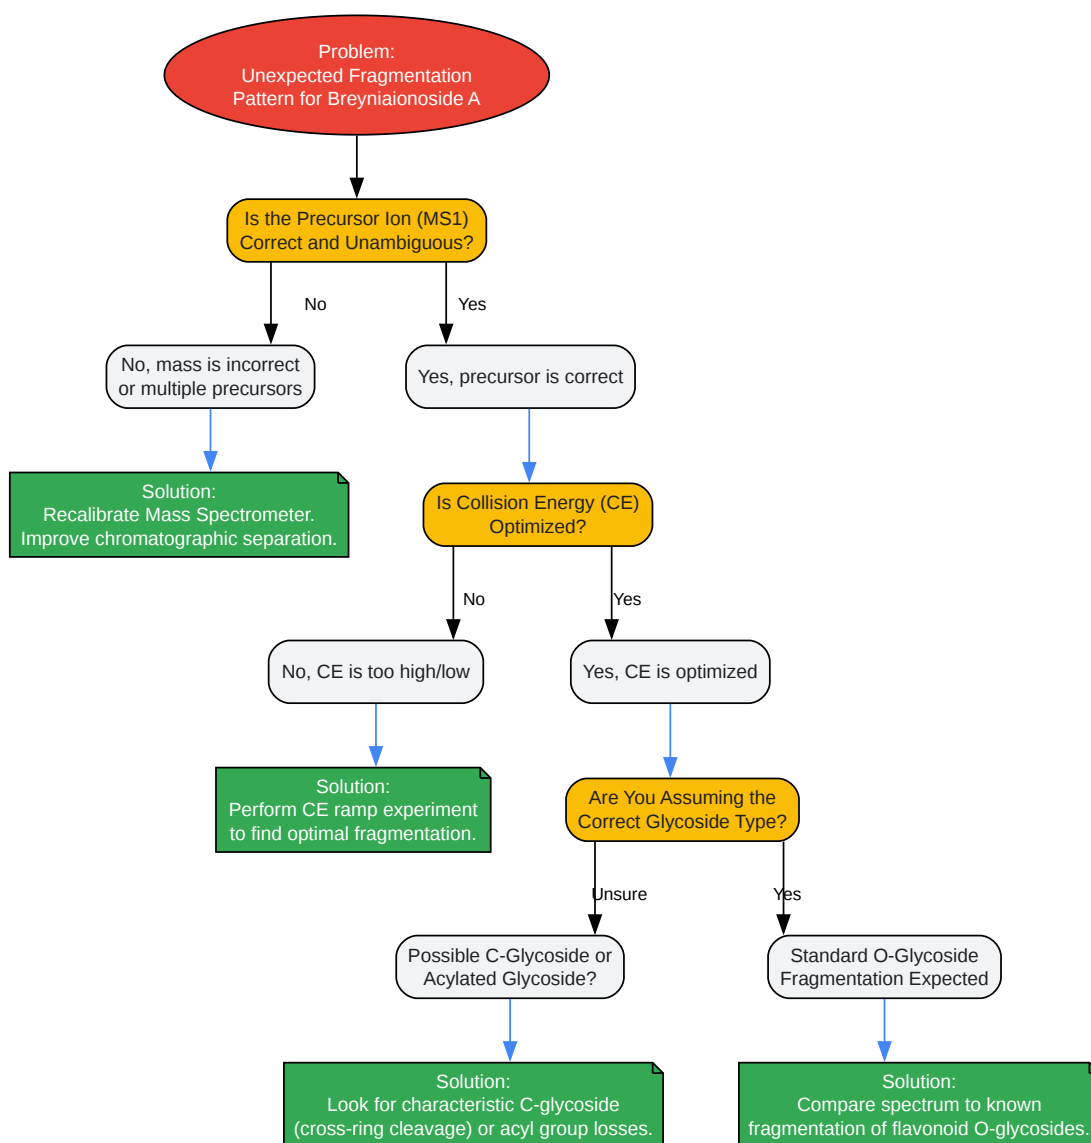 Problem:
Unexpected Fragmentation
Pattern for Breyniaionoside A
Is the Precursor Ion (MS1)
Correct and Unambiguous?
No
Yes
No, mass is incorrect
or multiple precursors
Yes, precursor is correct
Solution:
Recalibrate Mass Spectrometer.
Improve chromatographic separation.
Is Collision Energy (CE)
Optimized?
No
Yes
No, CE is too high/low
Yes, CE is optimized
Solution:
Perform CE ramp experiment
to find optimal fragmentation.
Are You Assuming the
Correct Glycoside Type?
Unsure
Yes
Possible C-Glycoside or
Acylated Glycoside?
Standard O-Glycoside
Fragmentation Expected
Solution:
Look for characteristic C-glycoside
(cross-ring cleavage) or acyl group losses.
Solution:
Compare spectrum to known
fragmentation of flavonoid O-glycosides.